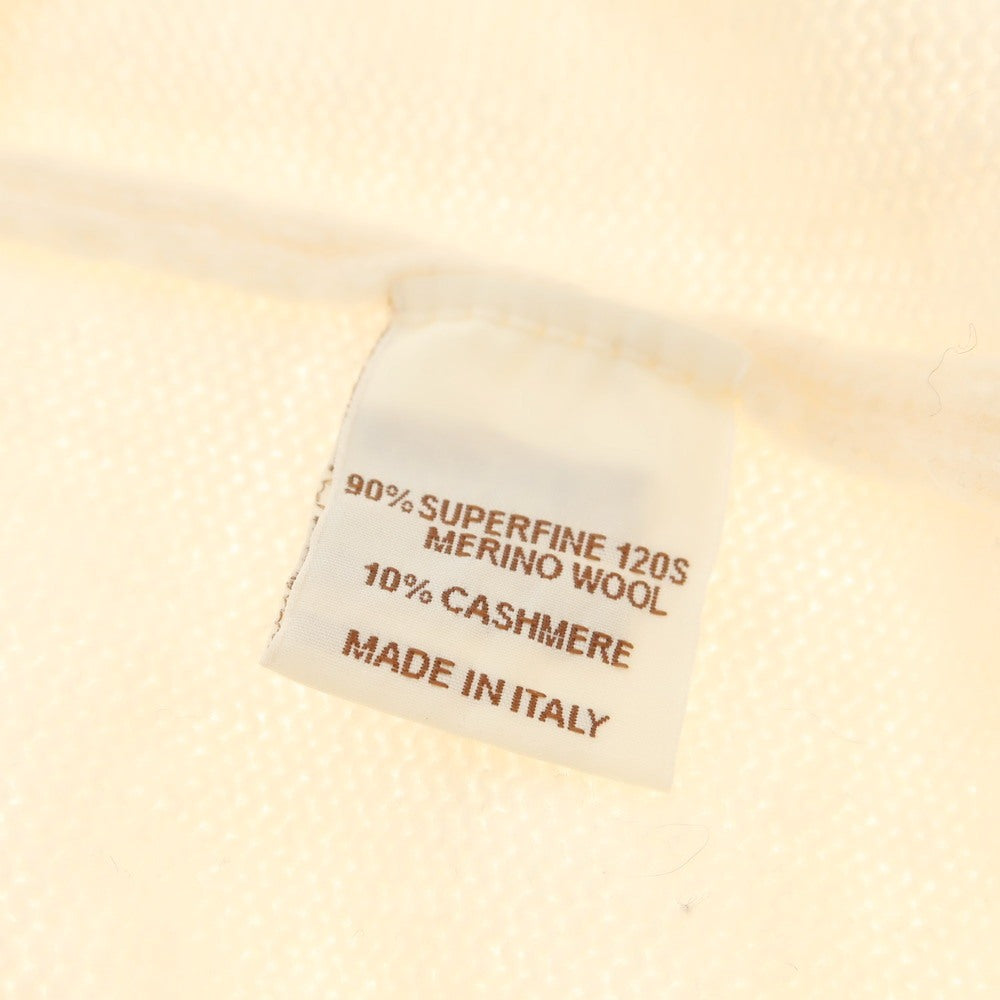 90% SUPERFINE 120S
MERINO WOOL
10% CASHMERE
MADE IN ITALY